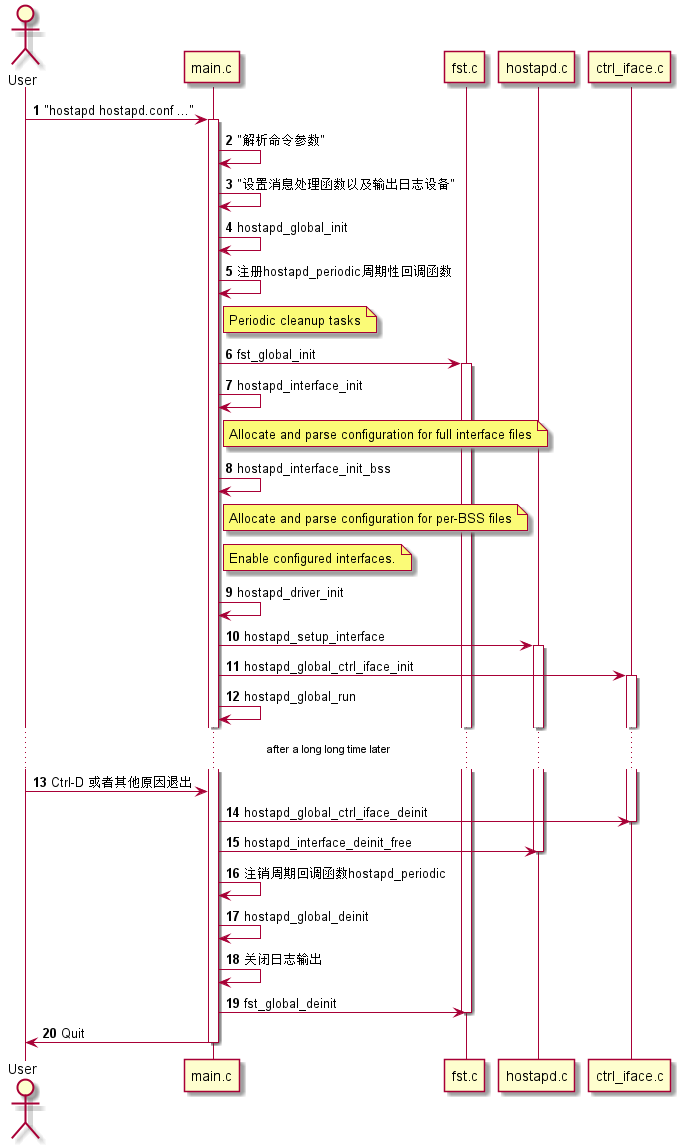 User
main.c
fst.c
hostapd.c
ctrl_iface.c
1 "hostapd hostapd.conf ..."
2 "解析命令参数"
3 "设置消息处理函数以及输出日志设备"
4 hostapd_global_init
5 注册hostapd_periodic周期性回调函数
Periodic cleanup tasks
6 fst_global_init
7 hostapd_interface_init
Allocate and parse configuration for full interface files
8 hostapd_interface_init_bss
Allocate and parse configuration for per-BSS files
Enable configured interfaces.
9 hostapd_driver_init
10 hostapd_setup_interface
11 hostapd_global_ctrl_iface_init
12 hostapd_global_run
after a long long time later
13 Ctrl-D 或者其他原因退出
14 hostapd_global_ctrl_iface_deinit
15 hostapd_interface_deinit_free
16 注销周期回调函数hostapd_periodic
17 hostapd_global_deinit
18 关闭日志输出
19 fst_global_deinit
20 Quit
User
main.c
fst.c
hostapd.c
ctrl_iface.c